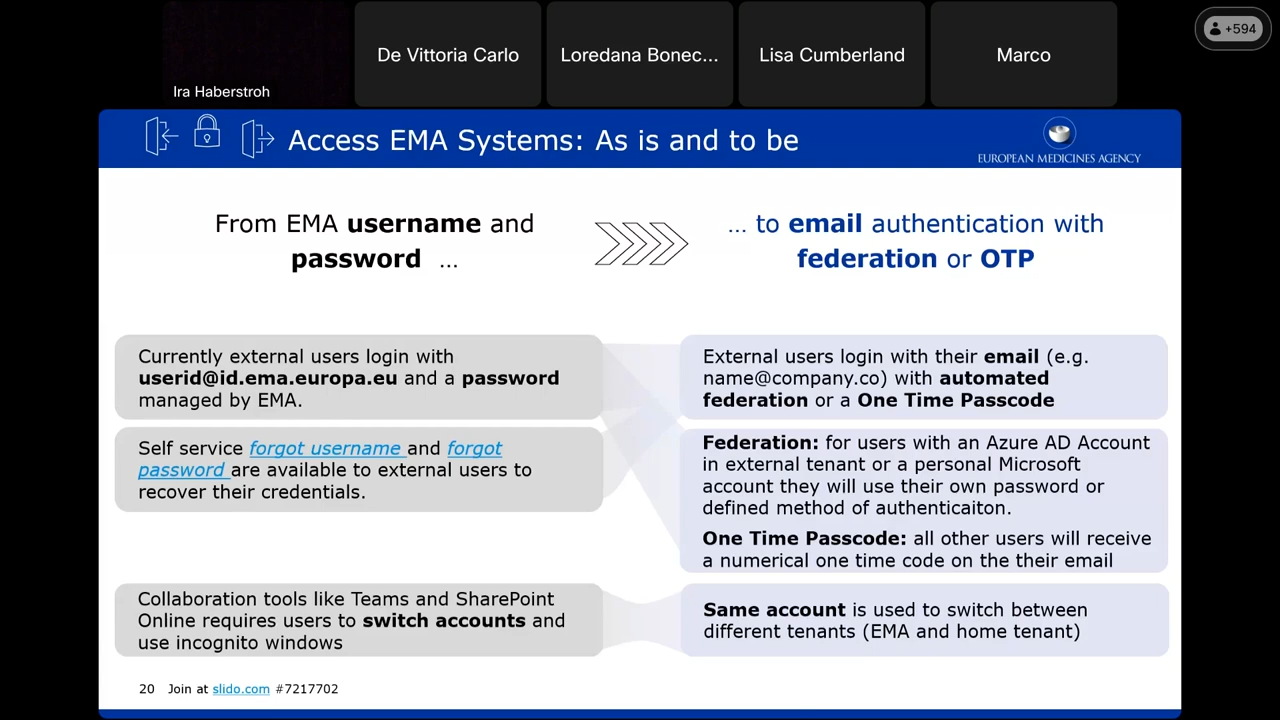 +594
De Vittoria Carlo
Loredana Bonec...
Lisa Cumberland
Marco
Ira Haberstroh
Access EMA Systems: As is and to be
EUROPEAN MEDICINES AGENCY
From EMA username and
password ...
... to email authentication with
federation or OTP
Currently external users login with
userid@id.ema.europa.eu and a password
managed by EMA.
Self service forgot username and forgot
password are available to external users to
recover their credentials.
Collaboration tools like Teams and SharePoint
Online requires users to switch accounts and
use incognito windows
External users login with their email (e.g.
name@company.co) with automated
federation or a One Time Passcode
Federation: for users with an Azure AD Account
in external tenant or a personal Microsoft
account they will use their own password or
defined method of authenticaiton.
One Time Passcode: all other users will receive
a numerical one time code on the their email
Same account is used to switch between
different tenants (EMA and home tenant)
20 Join at slido.com #7217702